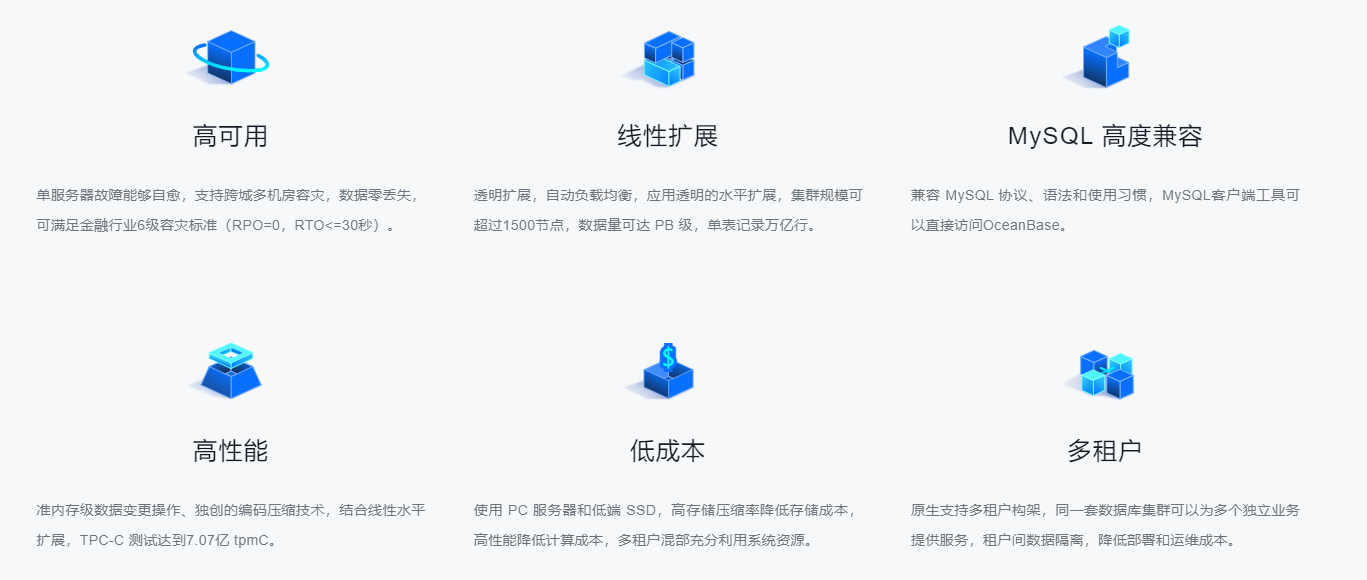 高可用
单服务器故障能够自愈，支持跨城多机房容灾，数据零丢失，
可满足金融行业6级容灾标准（RPO=0，RTO<=30秒）。
线性扩展
透明扩展，自动负载均衡，应用透明的水平扩展，集群规模可
超过1500节点，数据量可达 PB 级，单表记录万亿行。
MySQL 高度兼容
兼容 MySQL 协议、语法和使用习惯，MySQL客户端工具可
以直接访问OceanBase。
高性能
准内存级数据变更操作、独创的编码压缩技术，结合线性水平
扩展，TPC-C 测试达到7.07亿 tpmC。
低成本
使用 PC 服务器和低端 SSD，高存储压缩率降低存储成本，
高性能降低计算成本，多租户混部充分利用系统资源。
多租户
原生支持多租户构架，同一套数据库集群可以为多个独立业务
提供服务，租户间数据隔离，降低部署和运维成本。